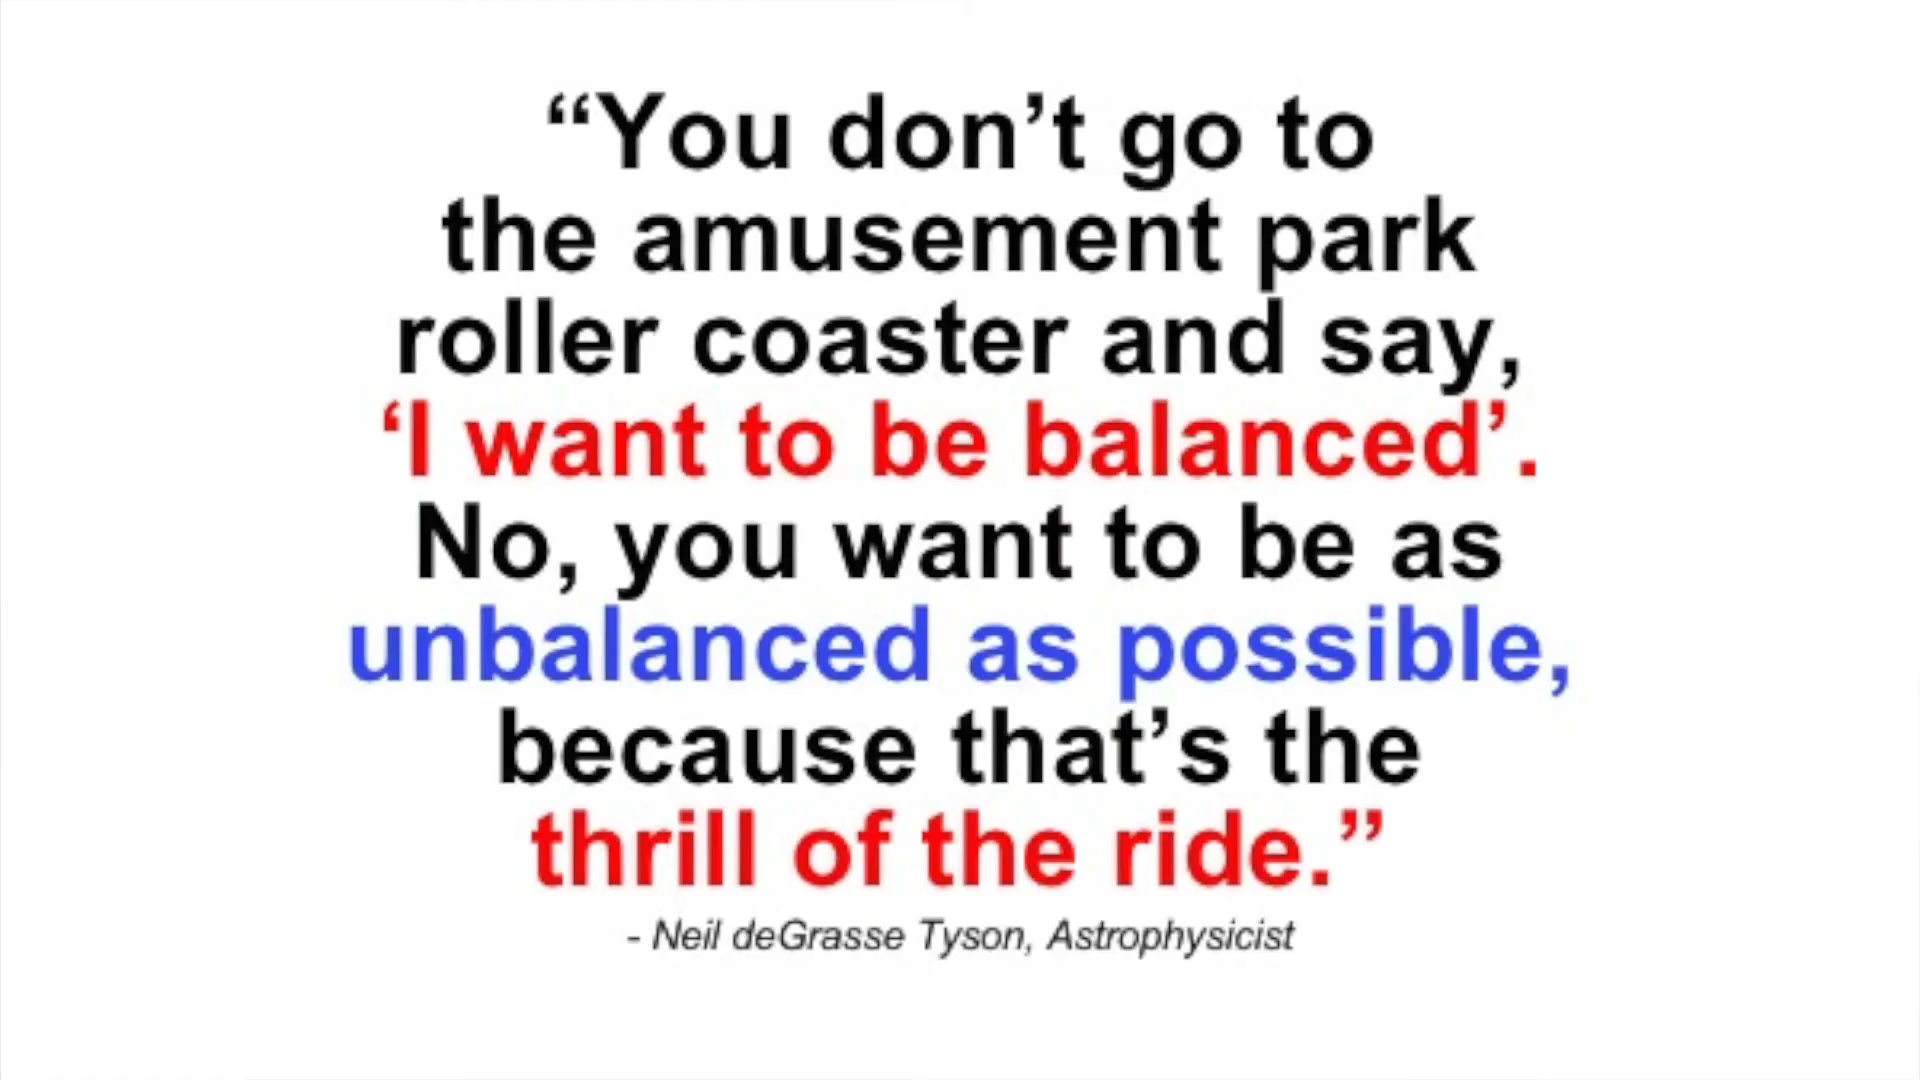 “You don’t go to
the amusement park
roller coaster and say,
‘I want to be balanced’.
No, you want to be as
unbalanced as possible,
because that’s the
thrill of the ride.”
- Neil deGrasse Tyson, Astrophysicist